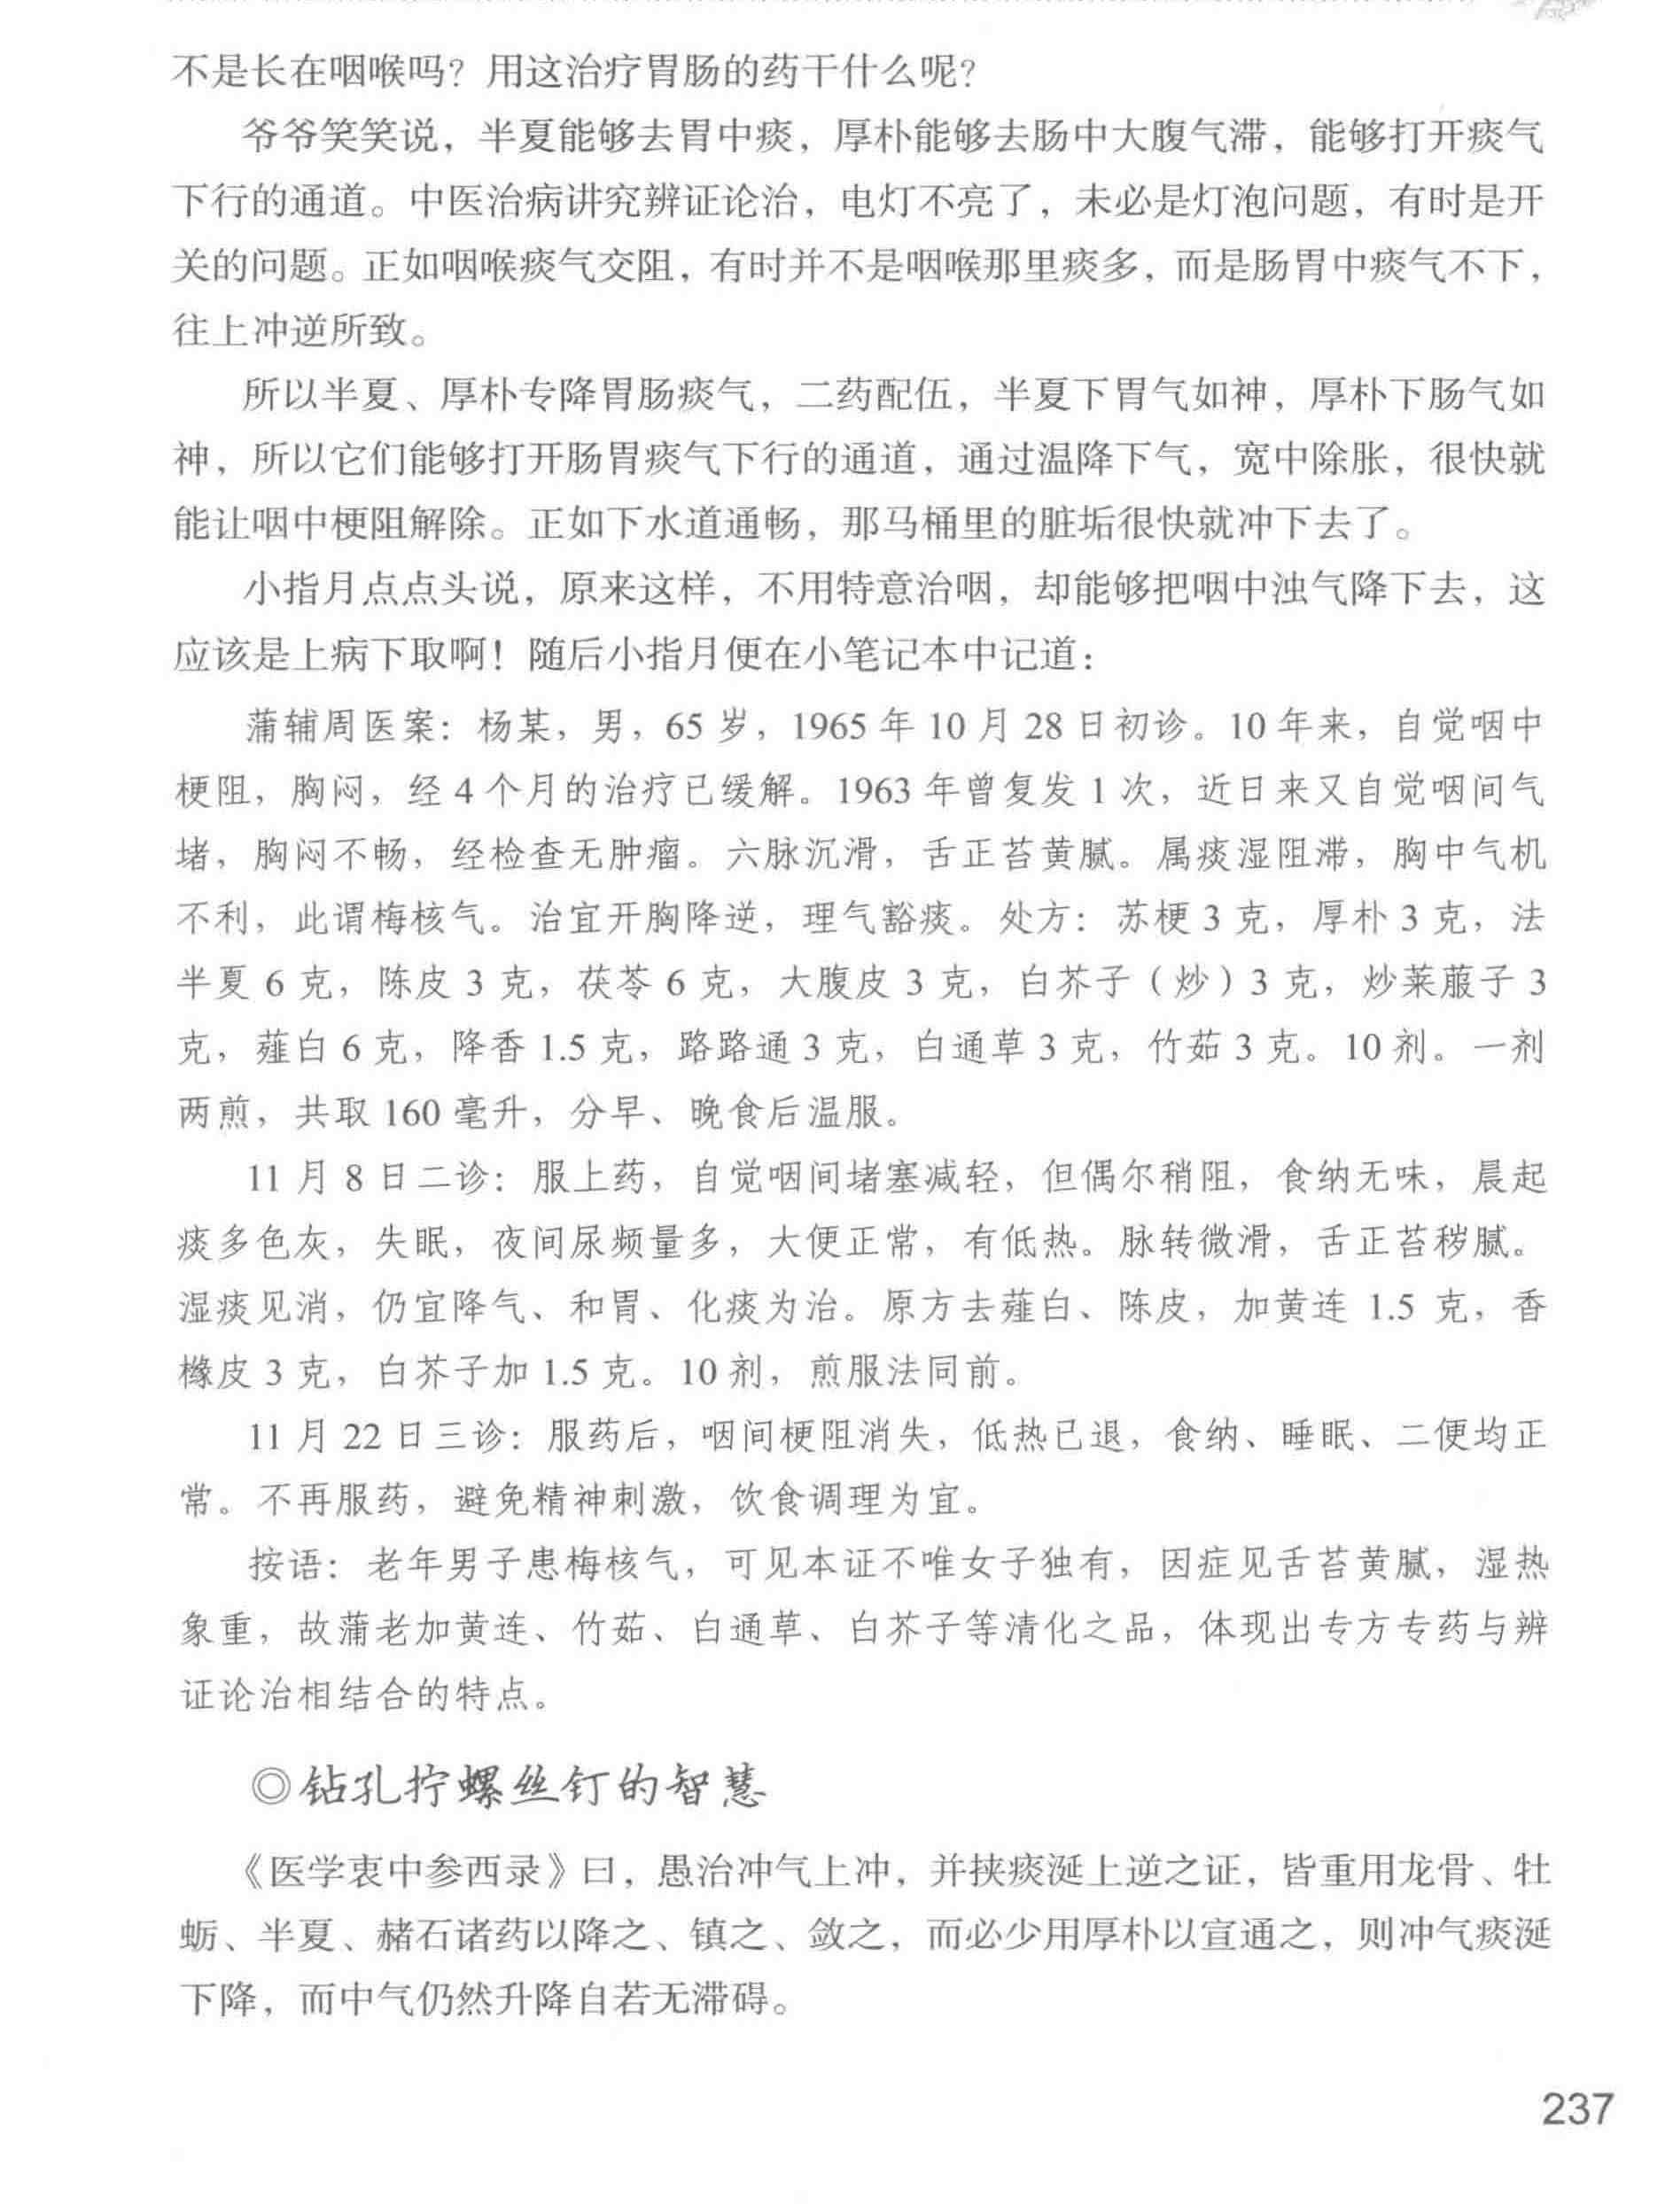 不是长在咽喉吗？用这治疗胃肠的药干什么呢？
爷爷笑笑说，半夏能够去胃中痰，厚朴能够去肠中大腹气滞，能够打开痰气
下行的通道。中医治病讲究辨证论治，电灯不亮了，未必是灯泡问题，有时是开
关的问题。正如咽喉痰气交阻，有时并不是咽喉那里痰多，而是肠胃中痰气不下，
往上冲逆所致。
所以半夏、厚朴专降胃肠痰气，二药配伍，半夏下胃气如神，厚朴下肠气如
神，所以它们能够打开肠胃痰气下行的通道，通过温降下气，宽中除胀，很快就
能让咽中梗阻解除。正如下水道通畅，那马桶里的脏垢很快就冲下去了。
小指月点点头说，原来这样，不用特意治咽，却能够把咽中浊气降下去，这
应该是上病下取啊！随后小指月便在小笔记本中记道：
蒲辅周医案：杨某，男，65 岁，1965 年 10 月 28 日初诊。10 年来，自觉咽中
梗阻，胸闷，经 4 个月的治疗已缓解。1963 年曾复发 1 次，近日来又自觉咽间气
堵，胸闷不畅，经检查无肿瘤。六脉沉滑，舌正苔黄腻。属痰湿阻滞，胸中气机
不利，此谓梅核气。治宜开胸降逆，理气豁痰。处方：苏梗 3 克，厚朴 3 克，法
半夏 6 克，陈皮 3 克，茯苓 6 克，大腹皮 3 克，白芥子（炒）3 克，炒莱菔子 3
克，薤白 6 克，降香 1.5 克，路路通 3 克，白通草 3 克，竹茹 3 克。10 剂。一剂
两煎，共取 160 毫升，分早、晚食后温服。
11 月 8 日二诊：服上药，自觉咽间堵塞减轻，但偶尔稍阻，食纳无味，晨起
痰多色灰，失眠，夜间尿频量多，大便正常，有低热。脉转微滑，舌正苔秽腻。
湿痰见消，仍宜降气、和胃、化痰为治。原方去薤白、陈皮，加黄连 1.5 克，香
橼皮 3 克，白芥子加 1.5 克。10 剂，煎服法同前。
11 月 22 日三诊：服药后，咽间梗阻消失，低热已退，食纳、睡眠、二便均正
常。不再服药，避免精神刺激，饮食调理为宜。
按语：老年男子患梅核气，可见本证不唯女子独有，因症见舌苔黄腻，湿热
象重，故蒲老加黄连、竹茹、白通草、白芥子等清化之品，体现出专方专药与辨
证论治相结合的特点。
◎钻孔拧螺丝钉的智慧
《医学衷中参西录》曰，愚治冲气上冲，并挟痰涎上逆之证，皆重用龙骨、牡
蛎、半夏、赭石诸药以降之、镇之、敛之，而必少用厚朴以宣通之，则冲气痰涎
下降，而中气仍然升降自若无滞碍。
237